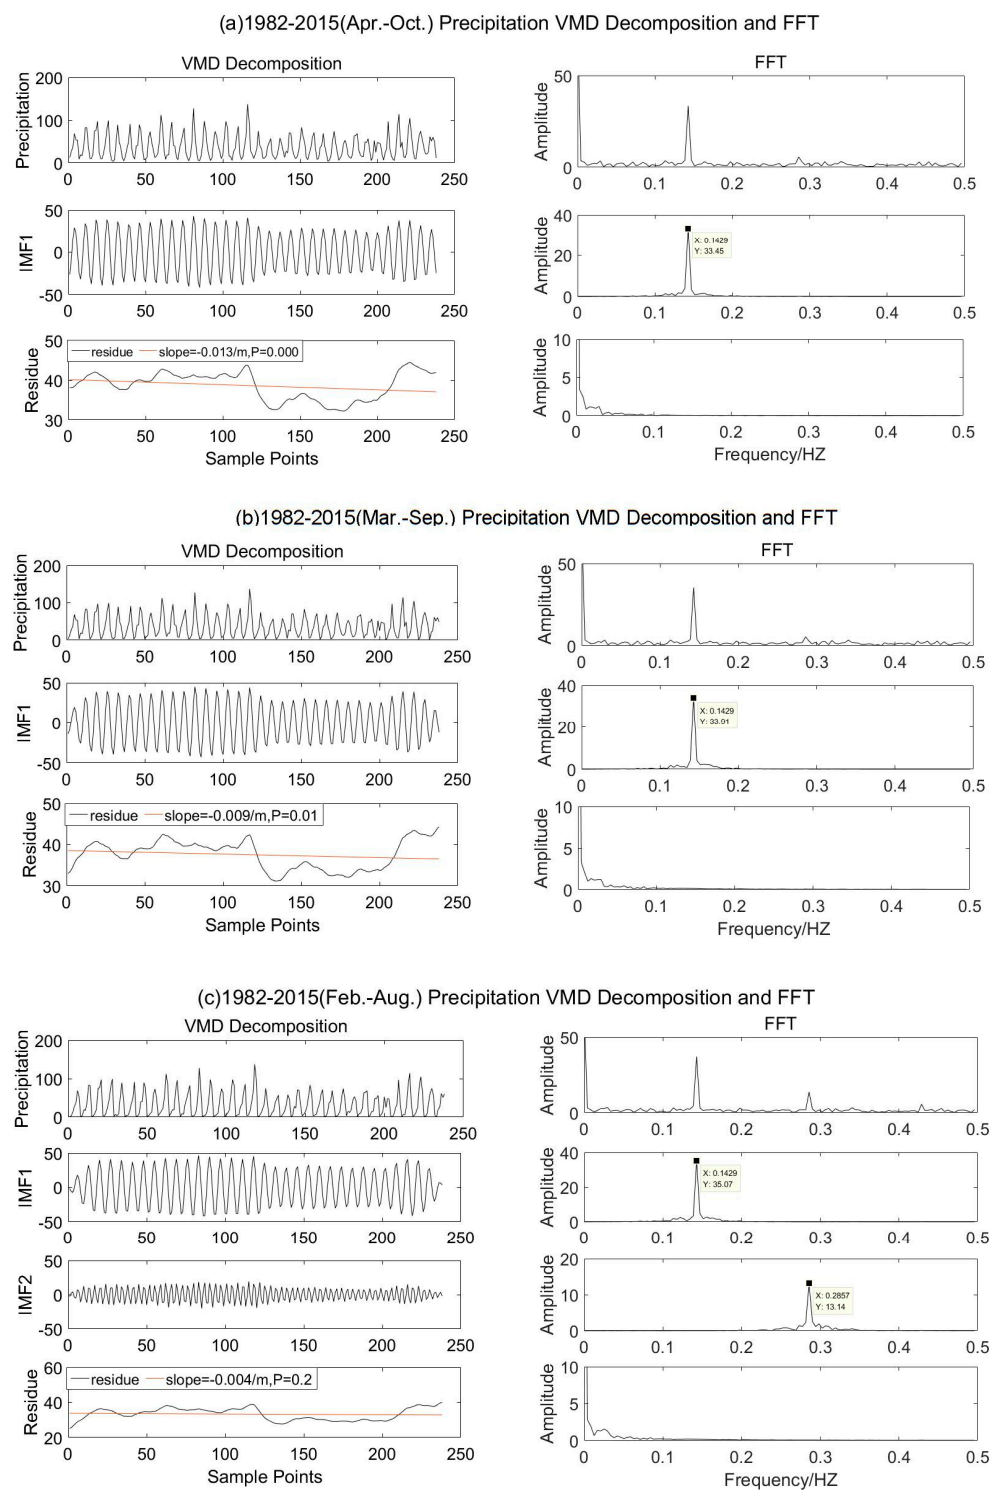 (a)1982-2015(Apr.-Oct.) Precipitation VMD Decomposition and FFT
VMD Decomposition
FFT
Precipitation
200
100
0
0 50 100 150 200 250
Amplitude
50
0
0 0.1 0.2 0.3 0.4 0.5
IMF1
50
0
-50
0 50 100 150 200 250
Amplitude
40
20
0
X: 0.1429
Y: 33.45
0 0.1 0.2 0.3 0.4 0.5
Residue
50
40
30
residue slope=-0.013/m,P=0.000
0 50 100 150 200 250
Sample Points
Amplitude
10
5
0
0 0.1 0.2 0.3 0.4 0.5
Frequency/HZ
(b)1982-2015(Mar.-Sep.) Precipitation VMD Decomposition and FFT
VMD Decomposition
FFT
Precipitation
200
100
0
0 50 100 150 200 250
Amplitude
50
0
0 0.1 0.2 0.3 0.4 0.5
IMF1
50
0
-50
0 50 100 150 200 250
Amplitude
40
20
0
X: 0.1429
Y: 33.91
0 0.1 0.2 0.3 0.4 0.5
Residue
50
40
30
residue slope=-0.009/m,P=0.01
0 50 100 150 200 250
Sample Points
Amplitude
10
5
0
0 0.1 0.2 0.3 0.4 0.5
Frequency/HZ
(c)1982-2015(Feb.-Aug.) Precipitation VMD Decomposition and FFT
VMD Decomposition
FFT
Precipitation
200
100
0
0 50 100 150 200 250
Amplitude
50
0
0 0.1 0.2 0.3 0.4 0.5
IMF1
50
0
-50
0 50 100 150 200 250
Amplitude
40
20
0
X: 0.1429
Y: 35.07
0 0.1 0.2 0.3 0.4 0.5
IMF2
50
0
-50
0 50 100 150 200 250
Amplitude
20
10
0
X: 0.2857
Y: 13.14
0 0.1 0.2 0.3 0.4 0.5
Residue
60
40
20
residue slope=-0.004/m,P=0.2
0 50 100 150 200 250
Sample Points
Amplitude
10
5
0
0 0.1 0.2 0.3 0.4 0.5
Frequency/HZ